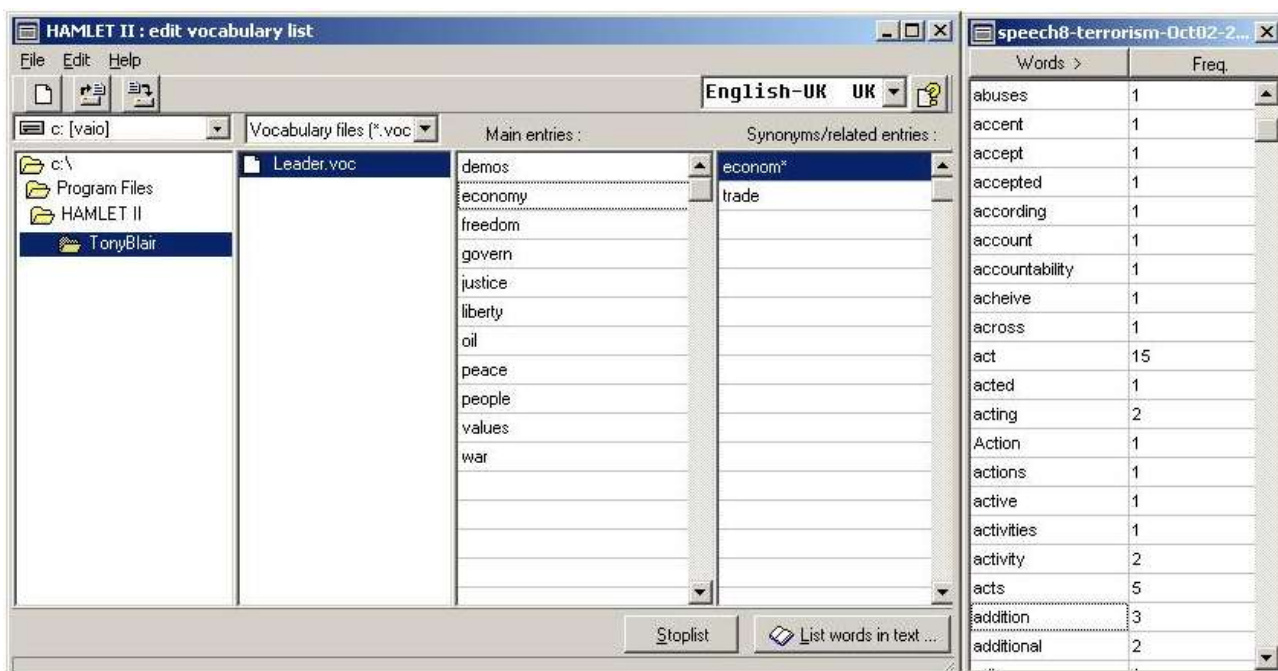 HAMLET II : edit vocabulary list
File Edit Help
English-UK UK
c: [vaio]
Vocabulary files (*.voc
Main entries :
Synonyms/related entries :
c:\
Program Files
HAMLET II
TonyBlair
Leader.voc
demos
economy
freedom
govern
justice
liberty
oil
peace
people
values
war
econom*
trade
Stoplist
List words in text ...
speech8-terrorism-Oct02-2...
Words > Freq.
abuses 1
accent 1
accept 1
accepted 1
according 1
account 1
accountability 1
acheive 1
across 1
act 15
acted 1
acting 2
Action 1
actions 1
active 1
activities 1
activity 2
acts 5
addition 3
additional 2